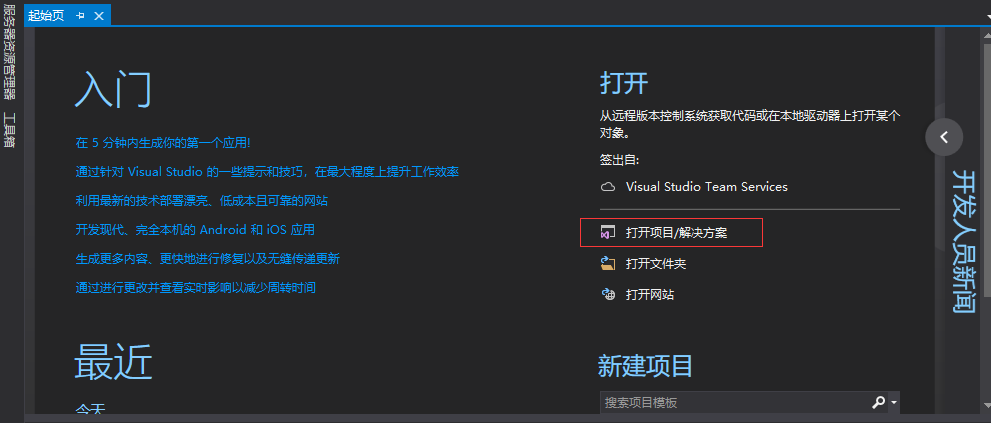 服务器资源管理器
工具箱
起始页
入门
在 5 分钟内生成你的第一个应用!
通过针对 Visual Studio 的一些提示和技巧，在最大程度上提升工作效率
利用最新的技术部署漂亮、低成本且可靠的网站
开发现代、完全本机的 Android 和 iOS 应用
生成更多内容、更快地进行修复以及无缝传递更新
通过进行更改并查看实时影响以减少周转时间
最近
今天
打开
从远程版本控制系统获取代码或在本地驱动器上打开某个
对象。
签出自:
Visual Studio Team Services
打开项目/解决方案
打开文件夹
打开网站
新建项目
搜索项目模板
开发人员新闻